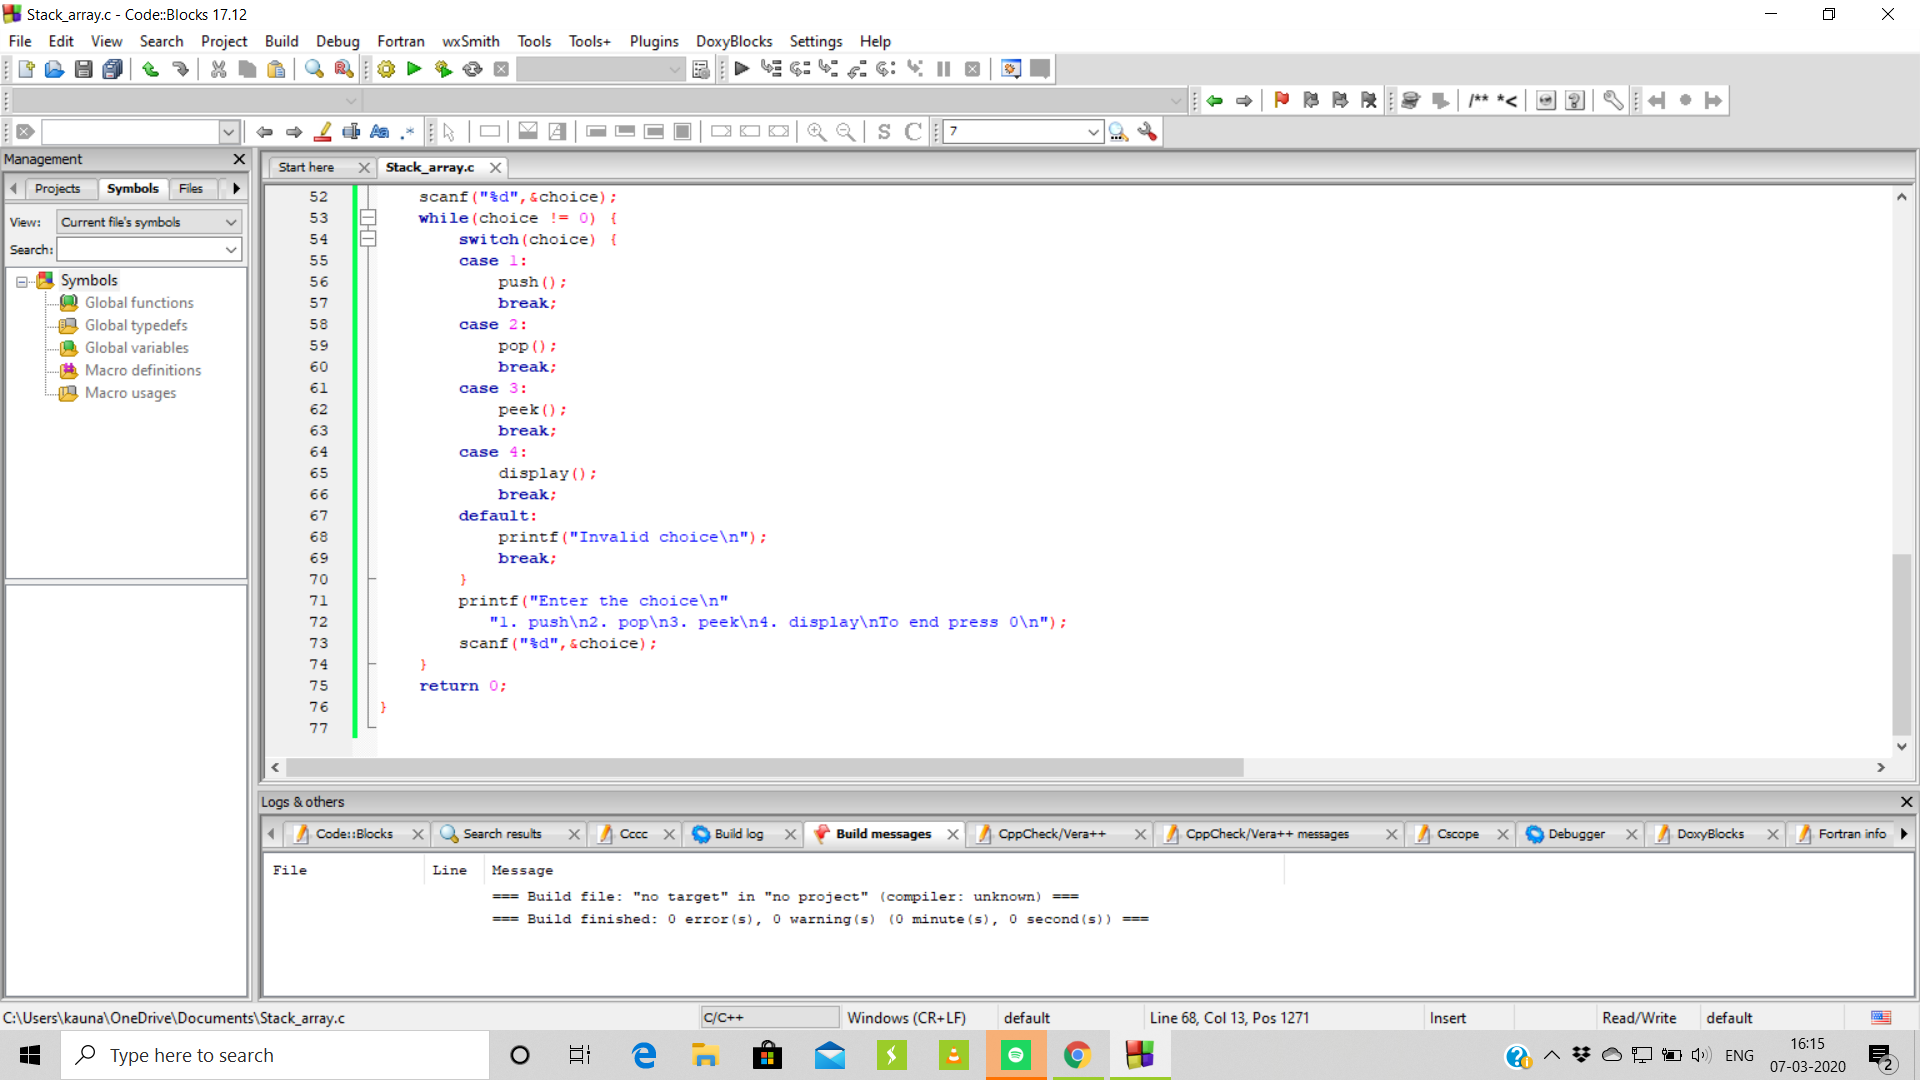 Stack_array.c - Code::Blocks 17.12
File Edit View Search Project Build Debug Fortran wxSmith Tools Tools+ Plugins DoxyBlocks Settings Help
/** *<
S C 7
Management
Projects Symbols Files
View: Current file's symbols
Search:
Symbols
Global functions
Global typedefs
Global variables
Macro definitions
Macro usages
Start here Stack_array.c
52 scanf("%d",&choice);
53 while(choice != 0) {
54 switch(choice) {
55 case 1:
56 push();
57 break;
58 case 2:
59 pop();
60 break;
61 case 3:
62 peek();
63 break;
64 case 4:
65 display();
66 break;
67 default:
68 printf("Invalid choice\n");
69 break;
70 }
71 printf("Enter the choice\n"
72 "1. push\n2. pop\n3. peek\n4. display\nTo end press 0\n");
73 scanf("%d",&choice);
74 }
75 return 0;
76 }
77
Logs & others
Code::Blocks Search results Cccc Build log Build messages CppCheck/Vera++ CppCheck/Vera++ messages Cscope Debugger DoxyBlocks Fortran info
File Line Message
=== Build file: "no target" in "no project" (compiler: unknown) ===
=== Build finished: 0 error(s), 0 warning(s) (0 minute(s), 0 second(s)) ===
C:\Users\kauna\OneDrive\Documents\Stack_array.c C/C++ Windows (CR+LF) default Line 68, Col 13, Pos 1271 Insert Read/Write default
Type here to search
ENG
16:15
07-03-2020
2